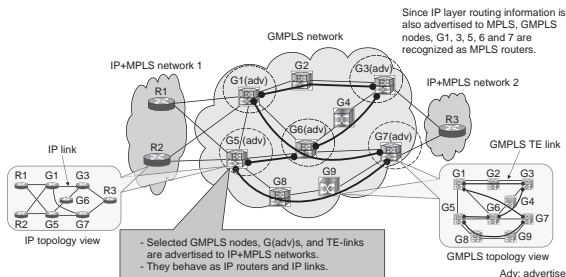 Since IP layer routing information is
also advertised to MPLS, GMPLS
nodes, G1, 3, 5, 6 and 7 are
recognized as MPLS routers.
GMPLS network
IP+MPLS network 1
G2
G1(adv)
G3(adv)
IP+MPLS network 2
R1
G4
R3
G6(adv)
G5(adv)
G7(adv)
IP link
R2
GMPLS TE link
G8
G9
R1 G1 G3
G6 R3
R2 G5 G7
IP topology view
G1 G2 G3
G4
G5 G6 G7
G8 G9
GMPLS topology view
- Selected GMPLS nodes, G(adv)s, and TE-links
are advertised to IP+MPLS networks.
- They behave as IP routers and IP links.
Adv: advertise